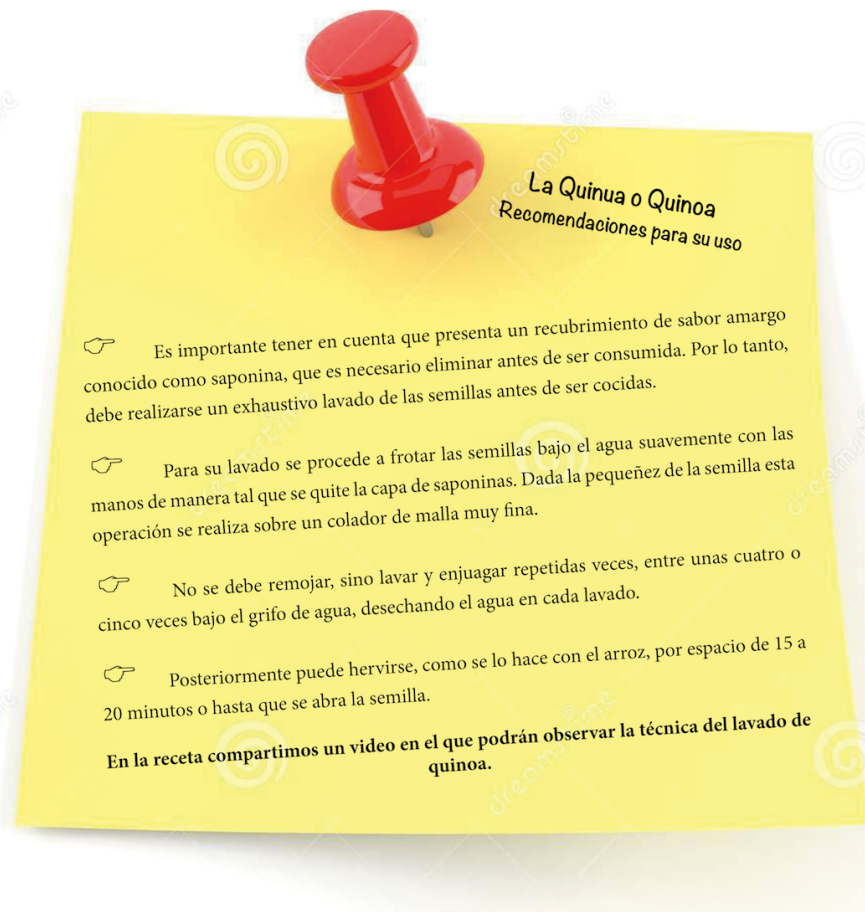 La Quinua o Quinoa
Recomendaciones para su uso
☞ Es importante tener en cuenta que presenta un recubrimiento de sabor amargo
conocido como saponina, que es necesario eliminar antes de ser consumida. Por lo tanto,
debe realizarse un exhaustivo lavado de las semillas antes de ser cocidas.
☞ Para su lavado se procede a frotar las semillas bajo el agua suavemente con las
manos de manera tal que se quite la capa de saponinas. Dada la pequeñez de la semilla esta
operación se realiza sobre un colador de malla muy fina.
☞ No se debe remojar, sino lavar y enjuagar repetidas veces, entre unas cuatro o
cinco veces bajo el grifo de agua, desechando el agua en cada lavado.
☞ Posteriormente puede hervirse, como se lo hace con el arroz, por espacio de 15 a
20 minutos o hasta que se abra la semilla.
En la receta compartimos un video en el que podrán observar la técnica del lavado de
quinoa.
dreamstime
dreamstime
dreamstime